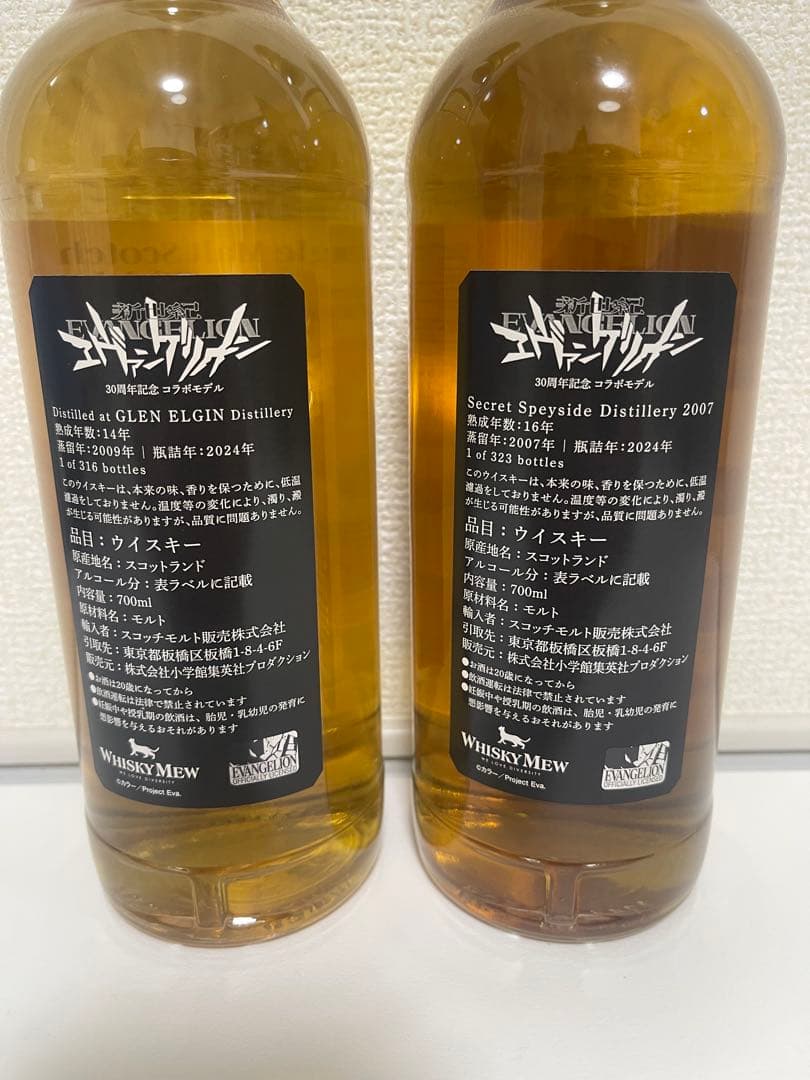 新世紀
EVANGELION
エヴァンゲリオン
30周年記念 コラボモデル
Distilled at GLEN ELGIN Distillery
熟成年数：14年
蒸留年：2009年 | 瓶詰年：2024年
1 of 316 bottles
このウイスキーは、本来の味、香りを保つために、低温
濾過をしておりません。温度等の変化により、濁り、澱
が生じる可能性がありますが、品質に問題ありません。
品目：ウイスキー
原産地名：スコットランド
アルコール分：表ラベルに記載
内容量：700ml
原材料名：モルト
輸入者：スコッチモルト販売株式会社
引取先：東京都板橋区板橋1-8-4-6F
販売元：株式会社小学館集英社プロダクション
●お酒は20歳になってから
●飲酒運転は法律で禁止されています
●妊娠中や授乳期の飲酒は、胎児・乳幼児の発育に
悪影響を与えるおそれがあります
WHISKY MEW
WE LOVE DIVERSITY
©カラー／Project Eva.
EVANGELION
OFFICIALLY LICENSED
新世紀
EVANGELION
エヴァンゲリオン
30周年記念 コラボモデル
Secret Speyside Distillery 2007
熟成年数：16年
蒸留年：2007年 | 瓶詰年：2024年
1 of 323 bottles
このウイスキーは、本来の味、香りを保つために、低温
濾過をしておりません。温度等の変化により、濁り、澱
が生じる可能性がありますが、品質に問題ありません。
品目：ウイスキー
原産地名：スコットランド
アルコール分：表ラベルに記載
内容量：700ml
原材料名：モルト
輸入者：スコッチモルト販売株式会社
引取先：東京都板橋区板橋1-8-4-6F
販売元：株式会社小学館集英社プロダクション
●お酒は20歳になってから
●飲酒運転は法律で禁止されています
●妊娠中や授乳期の飲酒は、胎児・乳幼児の発育に
悪影響を与えるおそれがあります
WHISKY MEW
WE LOVE DIVERSITY
©カラー／Project Eva.
EVANGELION
OFFICIALLY LICENSED